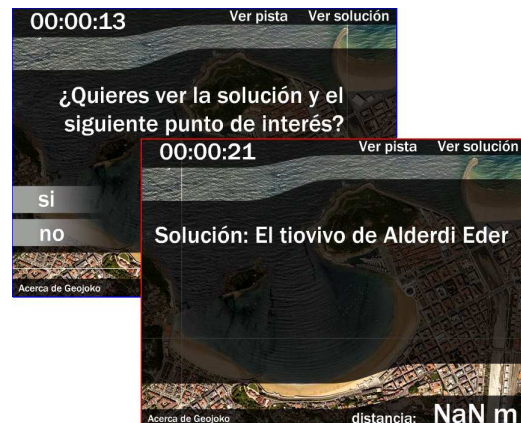 00:00:13 Ver pista Ver solución
¿Quieres ver la solución y el
siguiente punto de interés?
si
no
Acerca de Geojoko
00:00:21 Ver pista Ver solución
Solución: El tiovivo de Alderdi Eder
Acerca de Geojoko distancia: NaN m